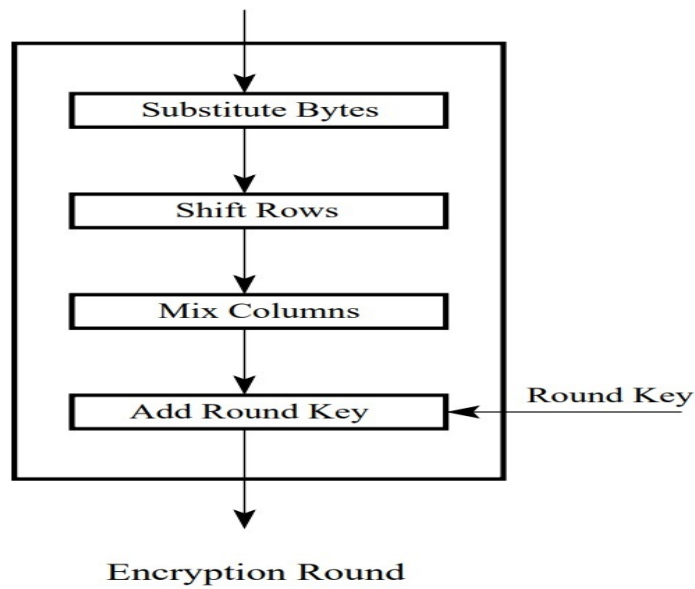 Substitute Bytes
Shift Rows
Mix Columns
Add Round Key
Round Key
Encryption Round